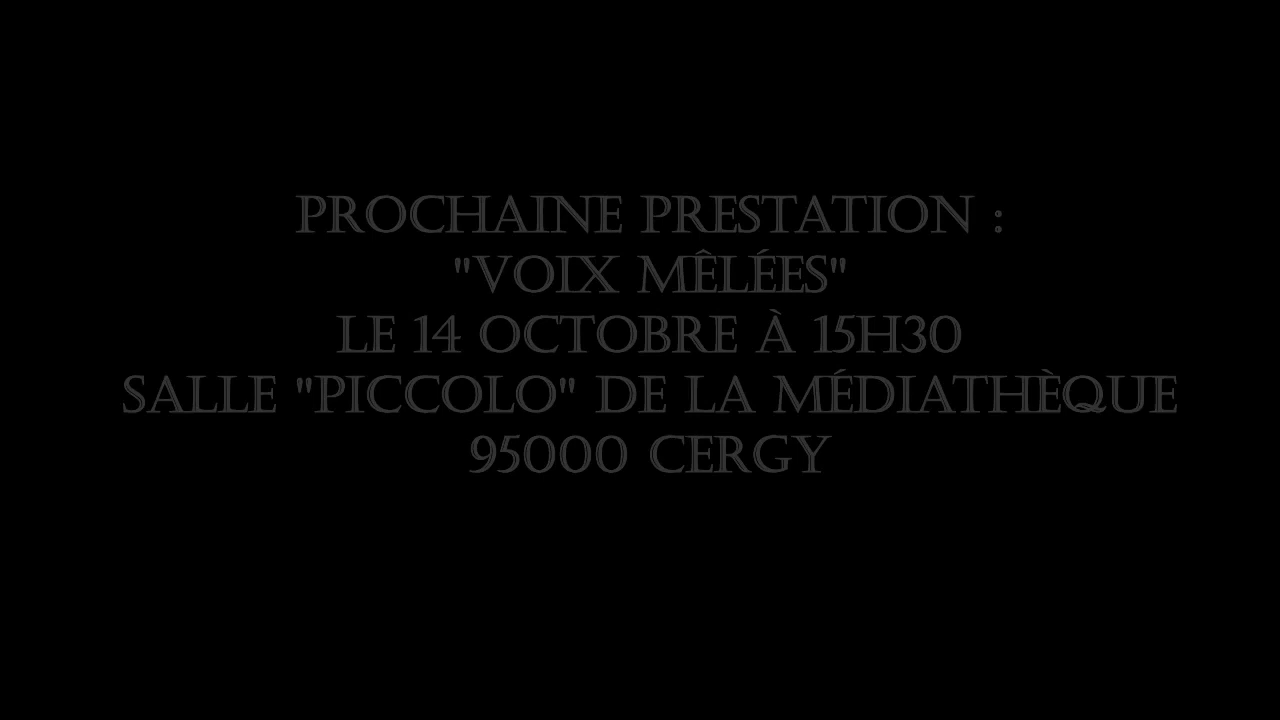 PROCHAINE PRESTATION :
"VOIX MÊLÉES"
LE 14 OCTOBRE À 15H30
SALLE "PICCOLO" DE LA MÉDIATHÈQUE
95000 CERGY